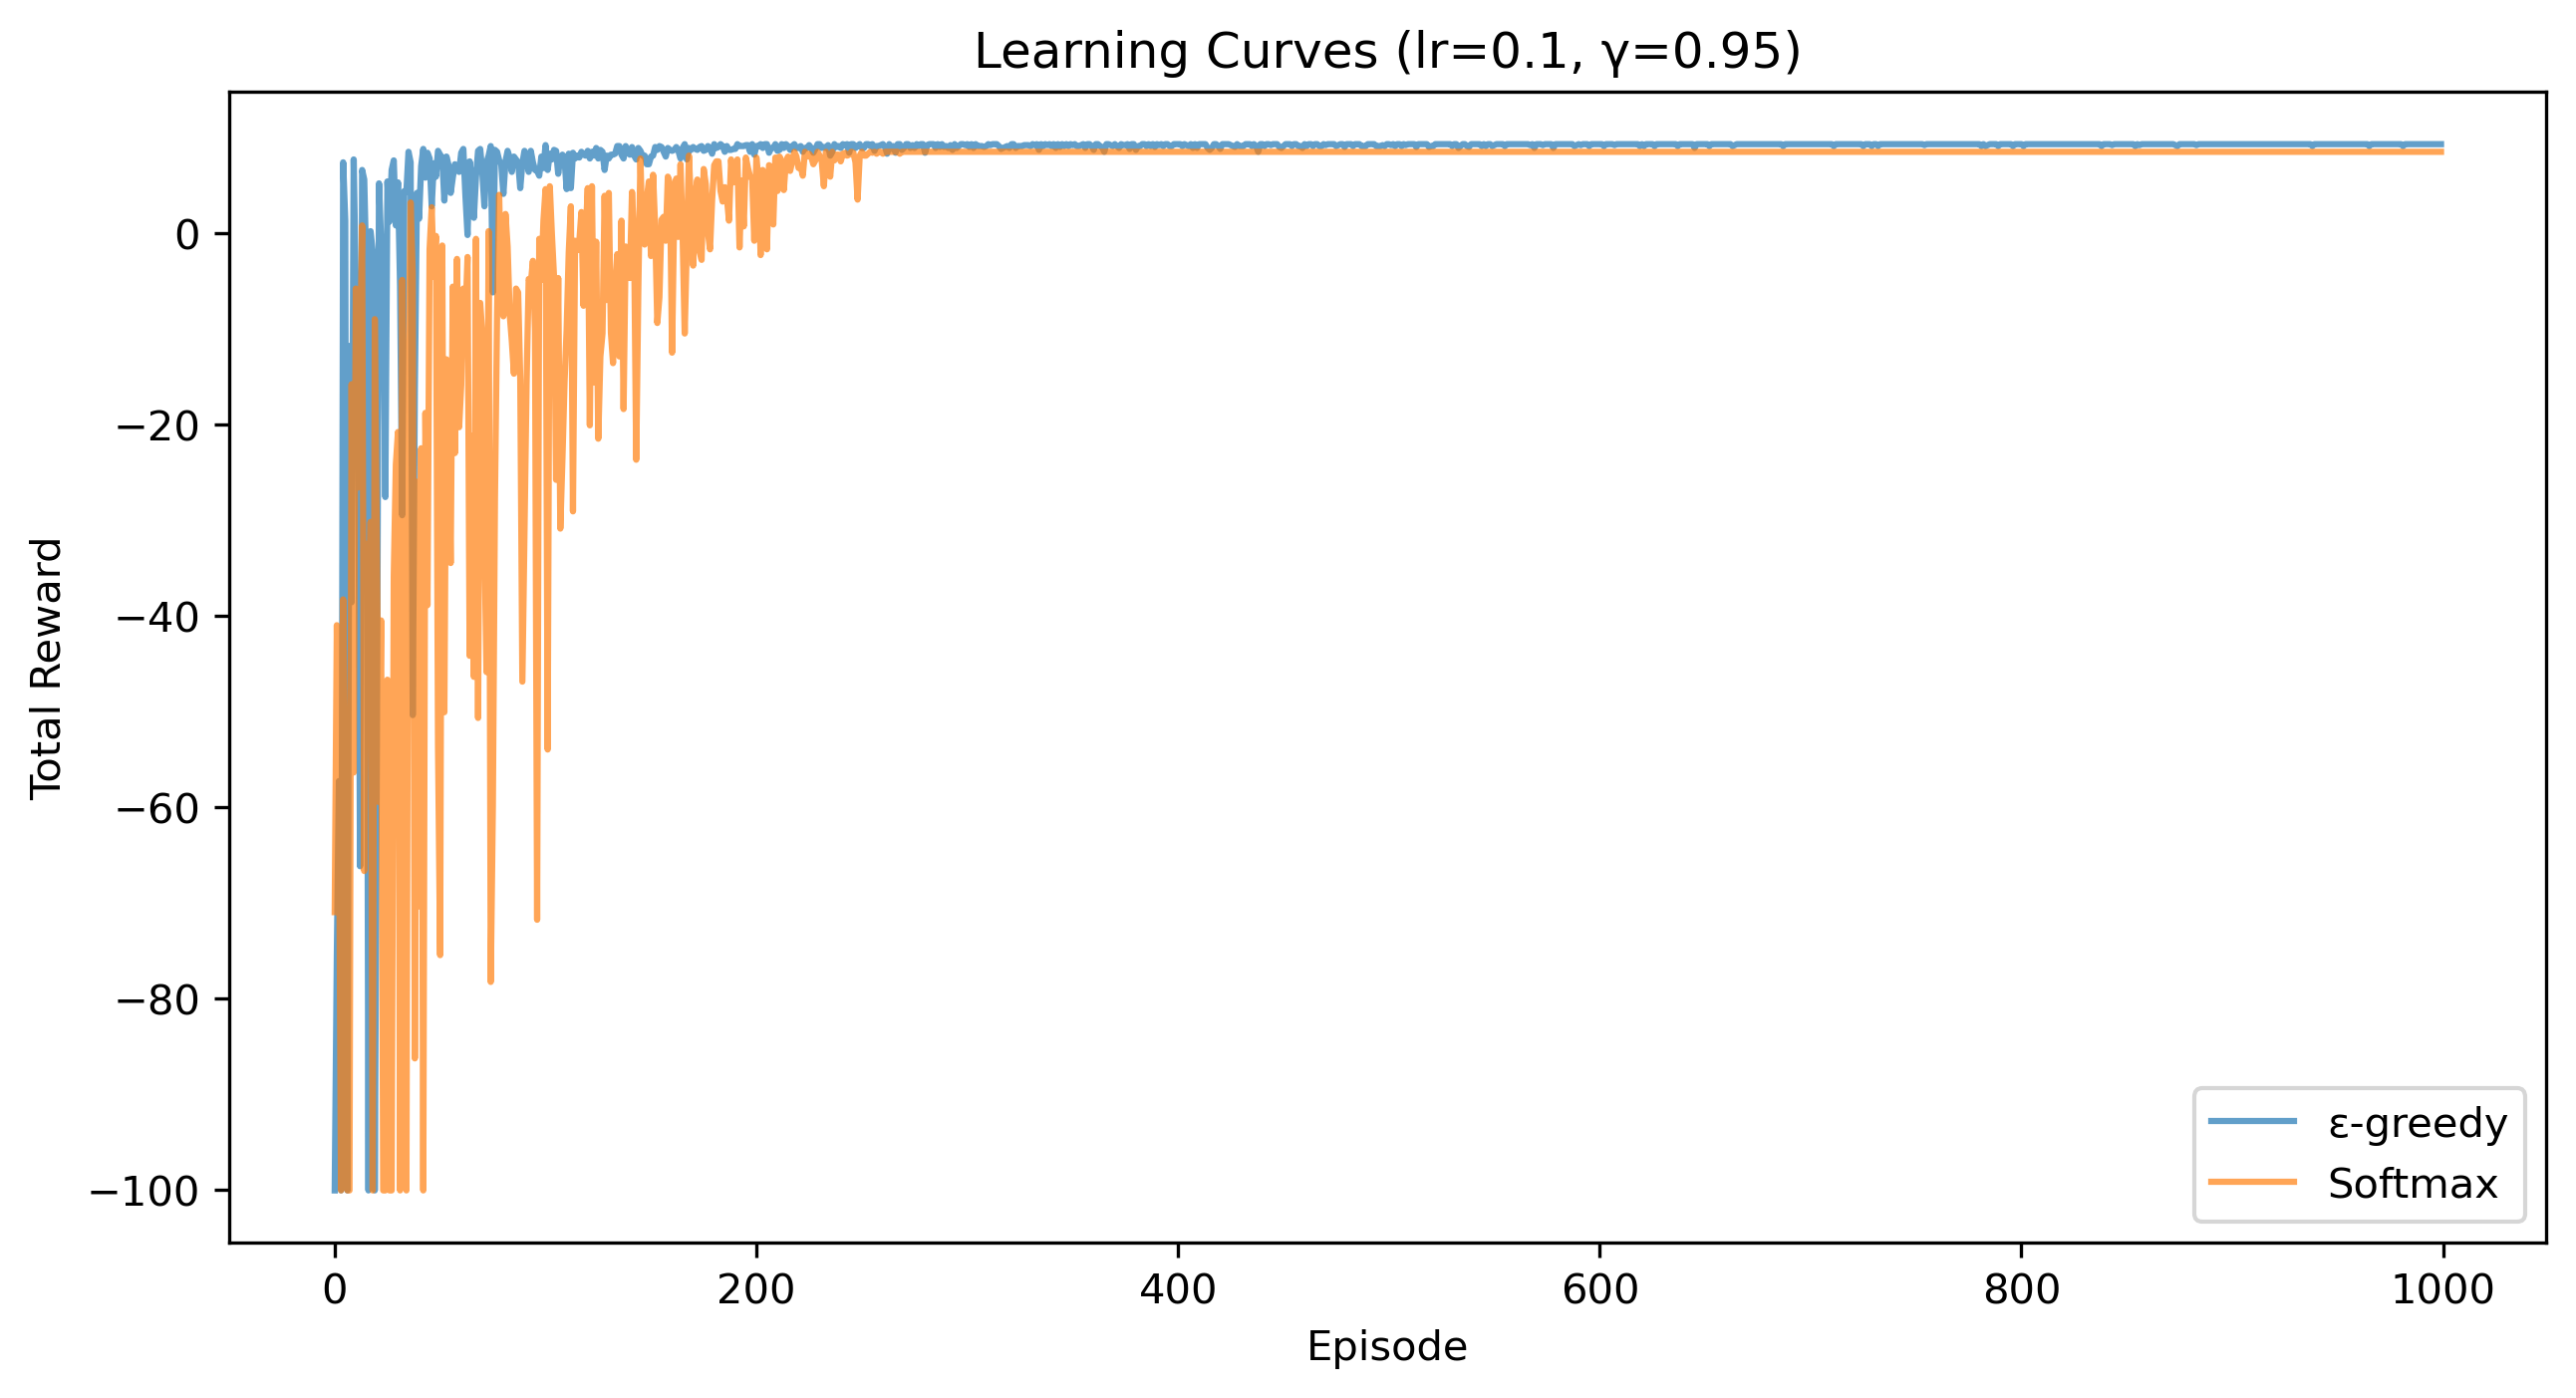 Learning Curves (lr=0.1, γ=0.95)
Total Reward
0
−20
−40
−60
−80
−100
0
200
400
600
800
1000
Episode
ε-greedy
Softmax